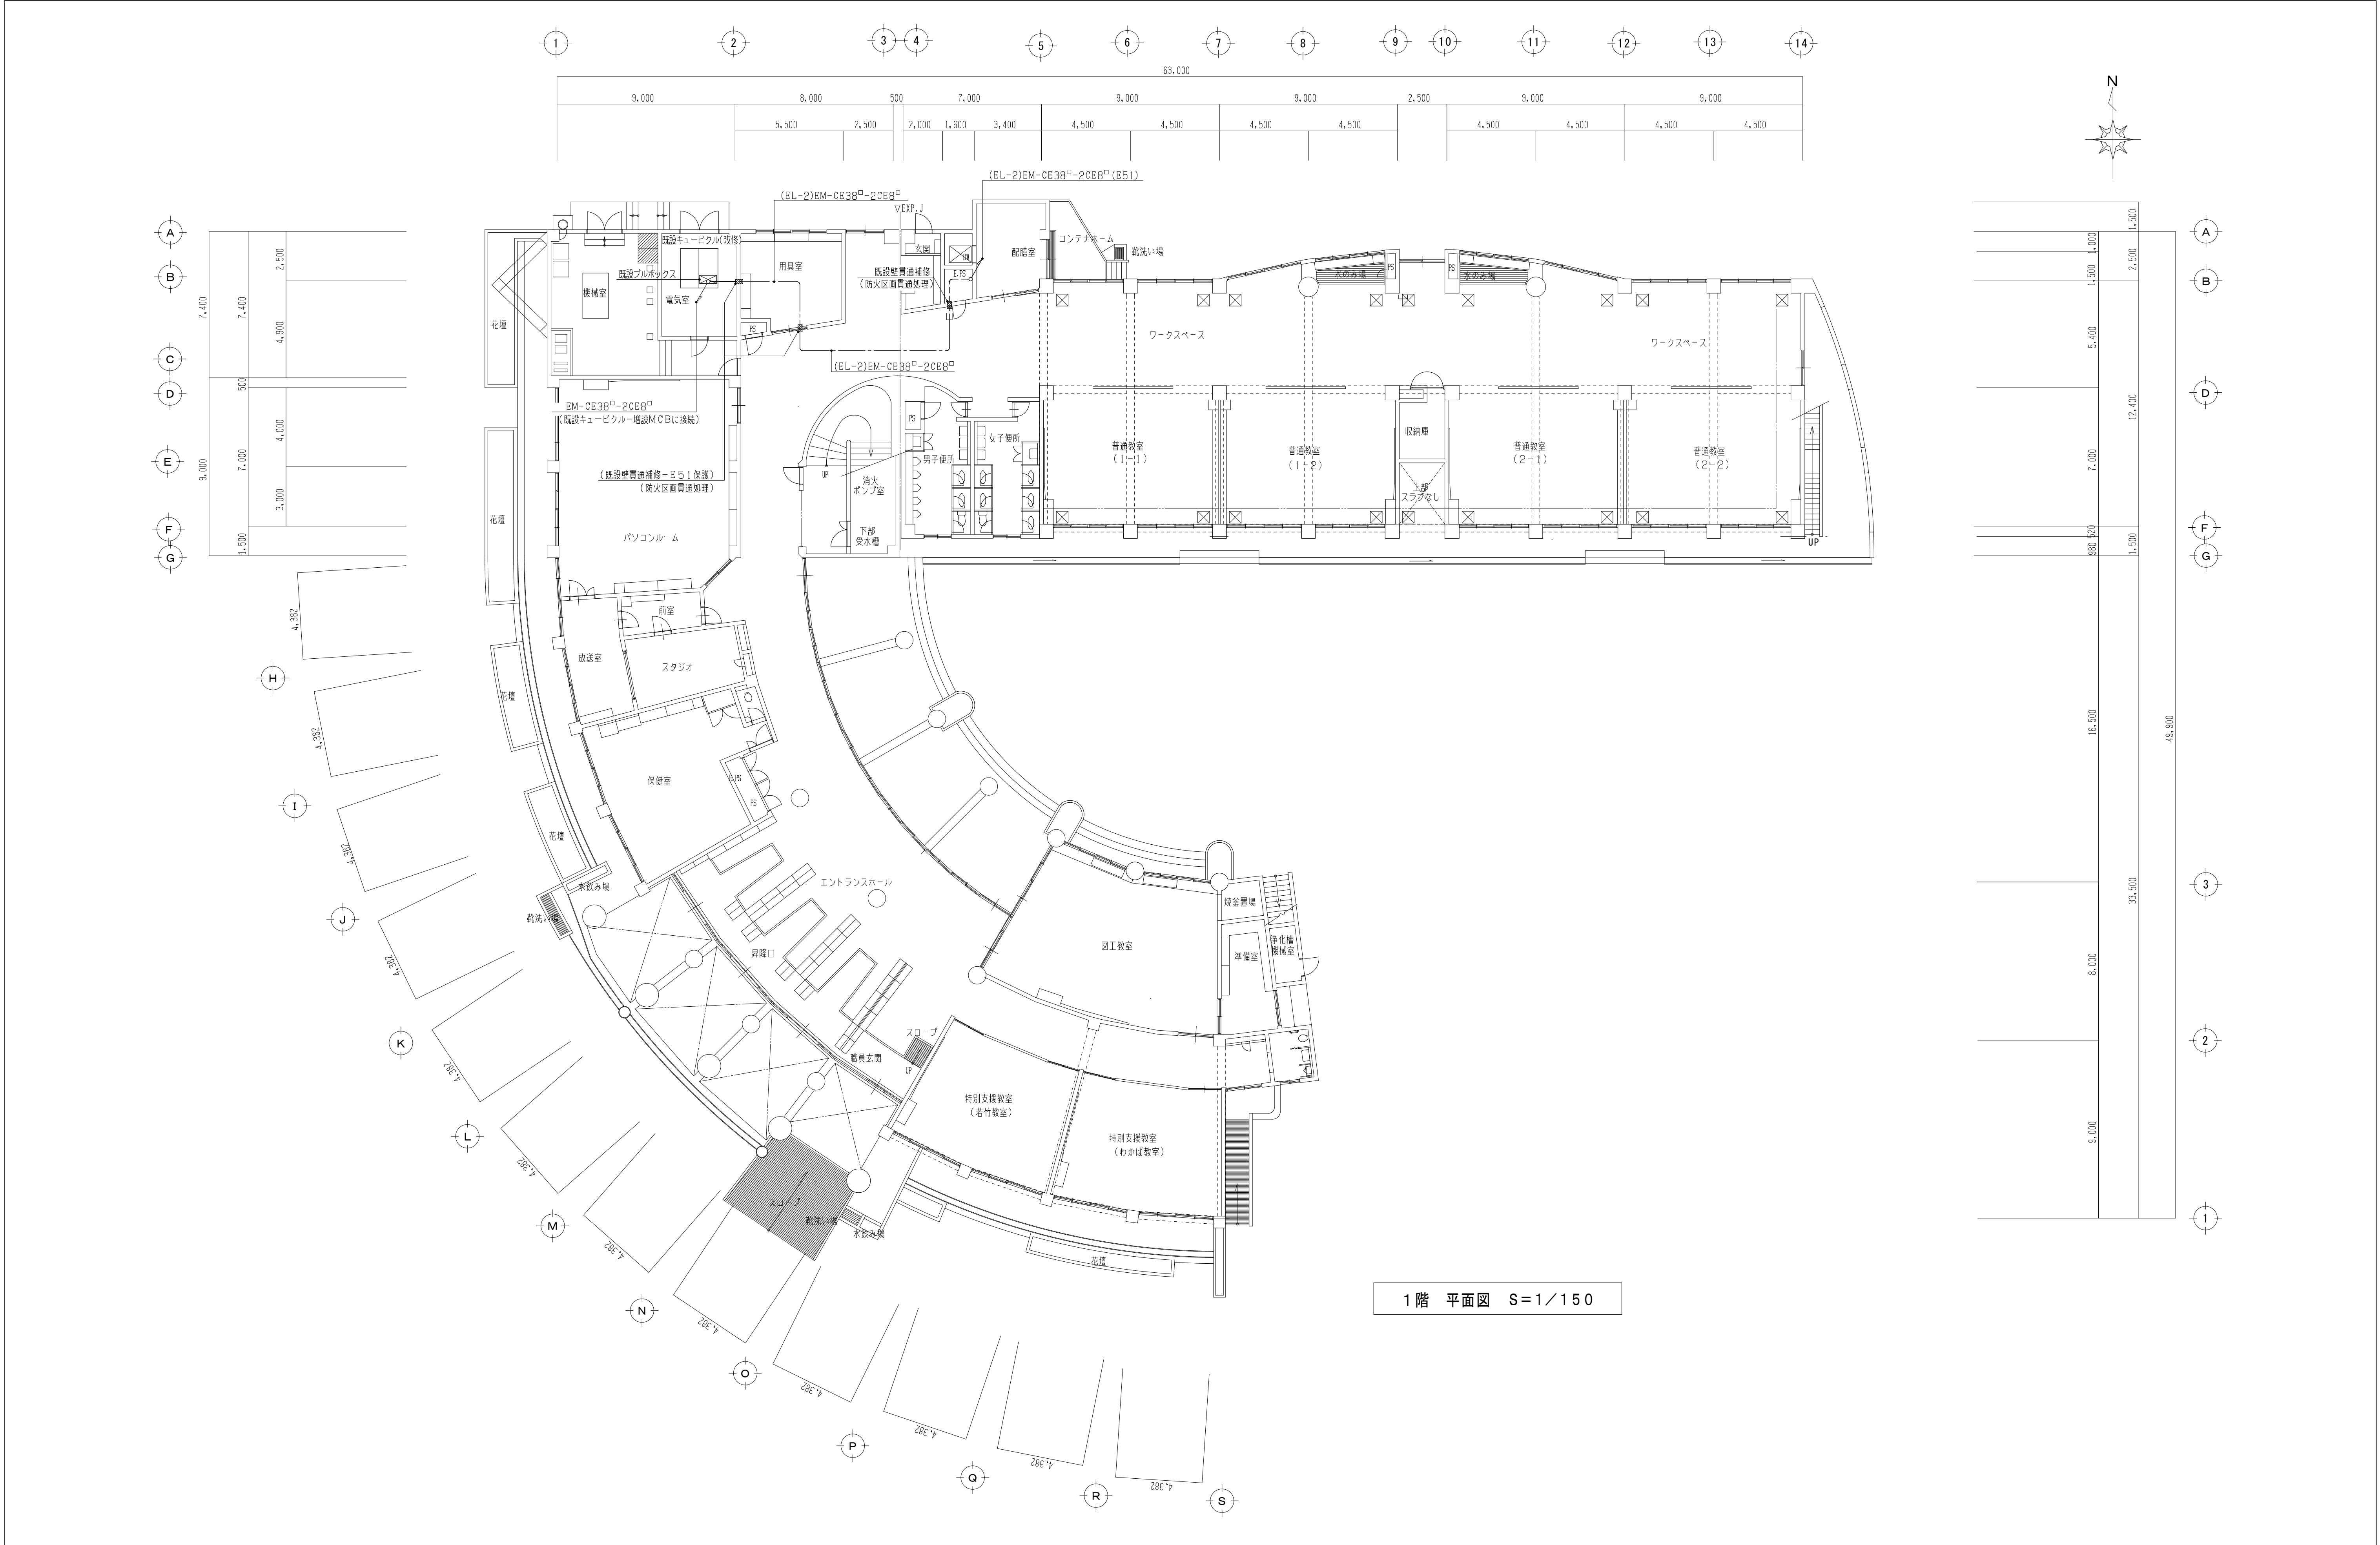 1
2
3
4
5
6
7
8
9
10
11
12
13
14
63.000
9.000
8.000
500
7.000
9.000
9.000
2.500
9.000
9.000
5.500
2.500
2.000
1.600
3.400
4.500
4.500
4.500
4.500
4.500
4.500
4.500
4.500
N
(EL-2)EM-CE38□-2CE8□(E51)
(EL-2)EM-CE38□-2CE8□
▽EXP.J
A
B
C
D
E
F
G
7.400
9.000
7.400
500
7.000
1.500
2.500
4.900
4.000
3.000
既設キュービクル(改修)
既設プルボックス
機械室
電気室
用具室
PS
玄関
既設壁貫通補修
(防火区画貫通処理)
E.PS
配膳室
コンテナホーム
靴洗い場
水のみ場
PS
PS
水のみ場
ワークスペース
ワークスペース
花壇
(EL-2)EM-CE38□-2CE8□
EM-CE38□-2CE8□
(既設キュービクル-増設MCBに接続)
(既設壁貫通補修-E51保護)
(防火区画貫通処理)
花壇
パソコンルーム
UP
消火
ポンプ室
下部
受水槽
PS
男子便所
女子便所
普通教室
(1-1)
普通教室
(1-2)
収納庫
上部
スラブなし
普通教室
(2-1)
普通教室
(2-2)
UP
前室
放送室
スタジオ
花壇
保健室
E.PS
PS
花壇
水飲み場
靴洗い場
エントランスホール
昇降口
職員玄関
スロープ
UP
図工教室
焼釜置場
準備室
浄化槽
機械室
特別支援教室
(若竹教室)
特別支援教室
(わかば教室)
スロープ
靴洗い場
水飲み場
花壇
H
I
J
K
L
M
N
O
P
Q
R
S
4.382
4.382
4.382
4.382
4.382
4.382
4.382
4.382
4.382
4.382
4.382
4.382
A
B
D
F
G
3
2
1
1.500
1.000
2.500
1.500
5.400
12.400
7.000
520
980
1.500
16.500
49.900
33.500
8.000
9.000
1階 平面図 S=1/150